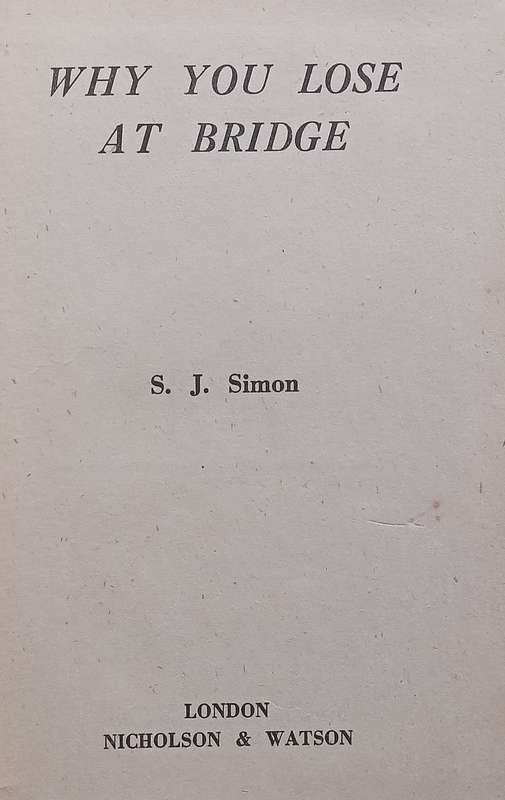 WHY YOU LOSE
AT BRIDGE
S. J. Simon
LONDON
NICHOLSON & WATSON